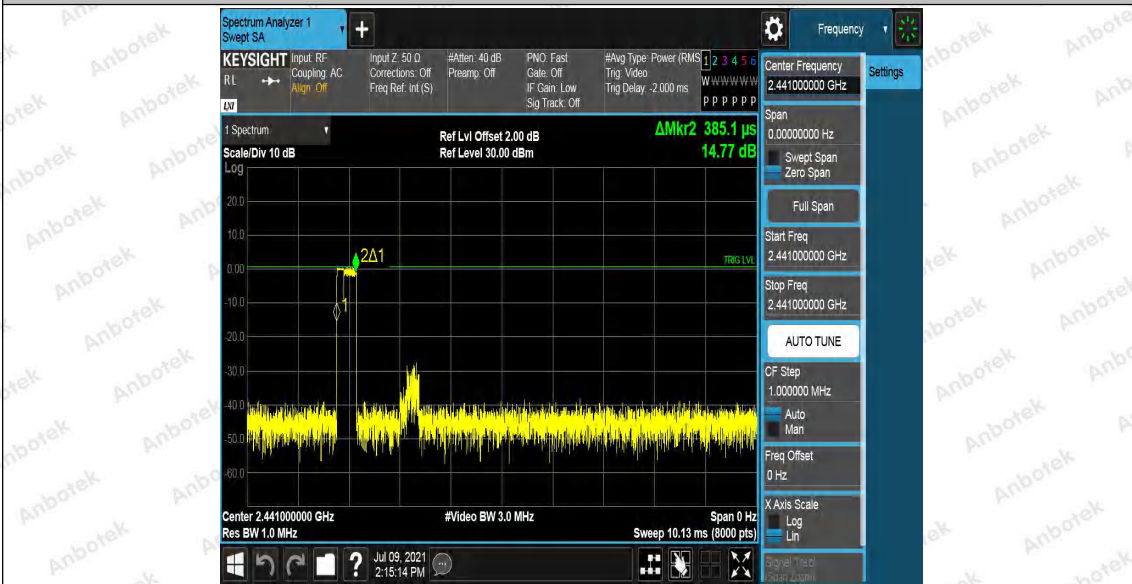 Spectrum Analyzer 1
Swept SA
+
Frequency
KEYSIGHT
RL
LXI
Input: RF
Coupling: AC
Align: Off
Input Z: 50 Ω
Corrections: Off
Freq Ref: Int (S)
#Atten: 40 dB
Preamp: Off
PNO: Fast
Gate: Off
IF Gain: Low
Sig Track: Off
#Avg Type: Power (RMS
Trig: Video
Trig Delay: -2.000 ms
1 2 3 4 5 6
W W W W W W
P P P P P P
Center Frequency
2.441000000 GHz
Settings
Span
0.00000000 Hz
Swept Span
Zero Span
Full Span
Start Freq
2.441000000 GHz
Stop Freq
2.441000000 GHz
AUTO TUNE
CF Step
1.000000 MHz
Auto
Man
Freq Offset
0 Hz
X Axis Scale
Log
Lin
1 Spectrum
Scale/Div 10 dB
Ref Lvl Offset 2.00 dB
Ref Level 30.00 dBm
ΔMkr2 385.1 µs
14.77 dB
Log
20.0
10.0
0.00
-10.0
-20.0
-30.0
-40.0
-50.0
-60.0
2Δ1
1
TRIG LVL
Center 2.441000000 GHz
#Video BW 3.0 MHz
Span 0 Hz
Res BW 1.0 MHz
Sweep 10.13 ms (8000 pts)
?
Jul 09, 2021
2:15:14 PM
Anbotek